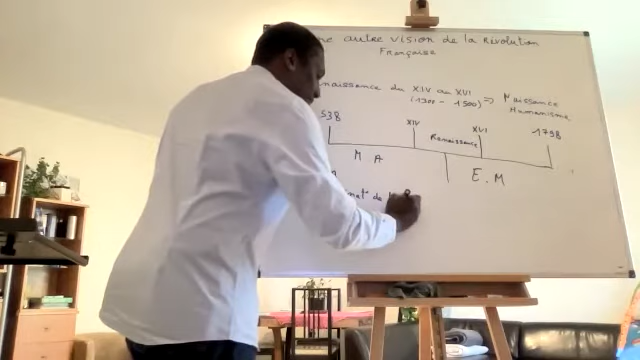 ne autre vision de la Révolution
Française
naissance du XIV au XVI
(1300 - 1500) => Naissance
Humanisme
538 XIV Renaissance XVI 1798
M A E.M
de